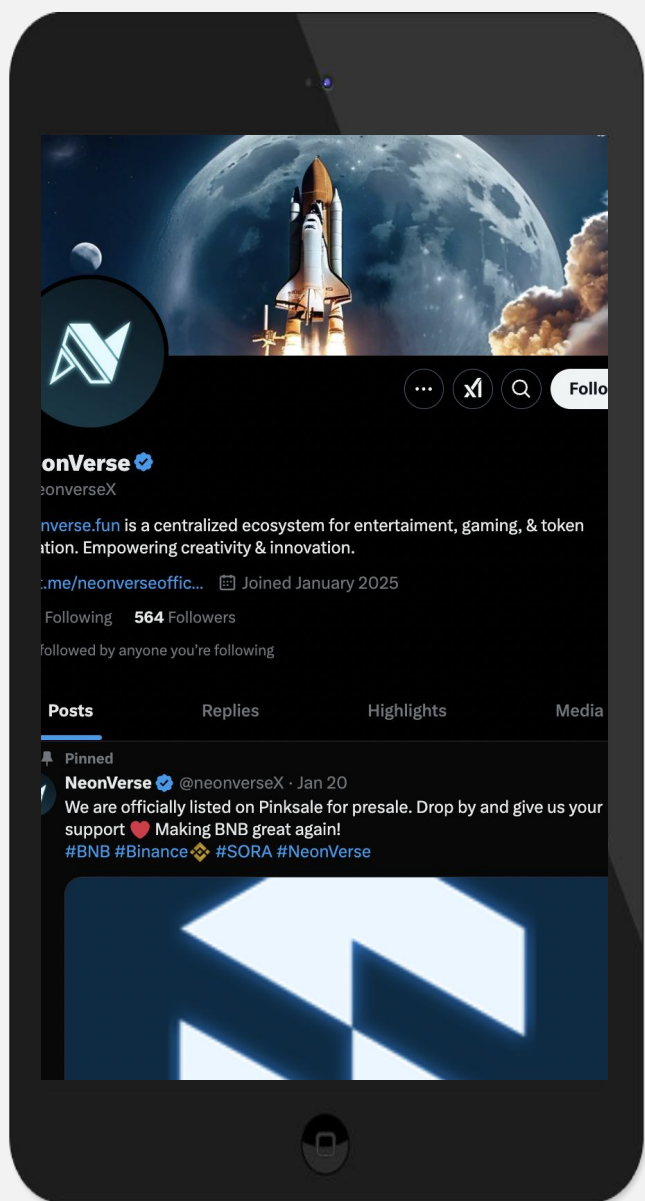 Follo
onVerse
eonverseX
nverse.fun is a centralized ecosystem for entertaiment, gaming, & token
ation. Empowering creativity & innovation.
t.me/neonverseoffic... Joined January 2025
Following 564 Followers
followed by anyone you're following
Posts Replies Highlights Media
Pinned
NeonVerse @neonverseX · Jan 20
We are officially listed on Pinksale for presale. Drop by and give us your
support ❤️ Making BNB great again!
#BNB #Binance #SORA #NeonVerse